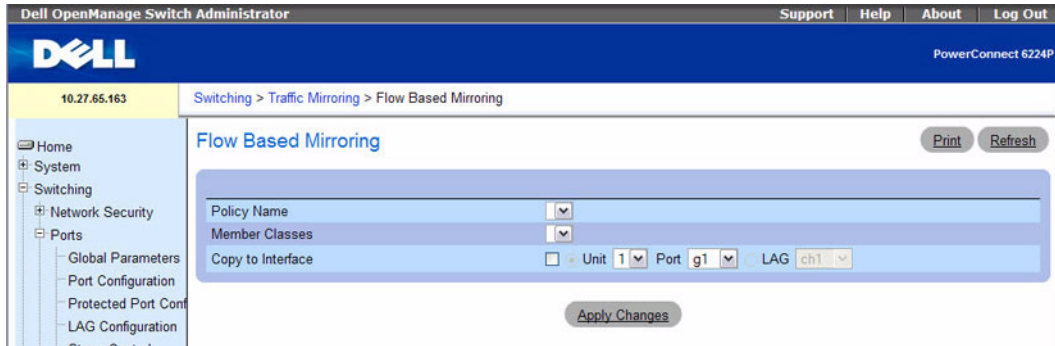 Dell OpenManage Switch Administrator
Support Help About Log Out
DELL
PowerConnect 6224P
10.27.65.163
Switching > Traffic Mirroring > Flow Based Mirroring
Home
System
Switching
Network Security
Ports
Global Parameters
Port Configuration
Protected Port Conf
LAG Configuration
Flow Based Mirroring
Print Refresh
Policy Name
Member Classes
Copy to Interface Unit 1 Port g1 LAG ch1
Apply Changes